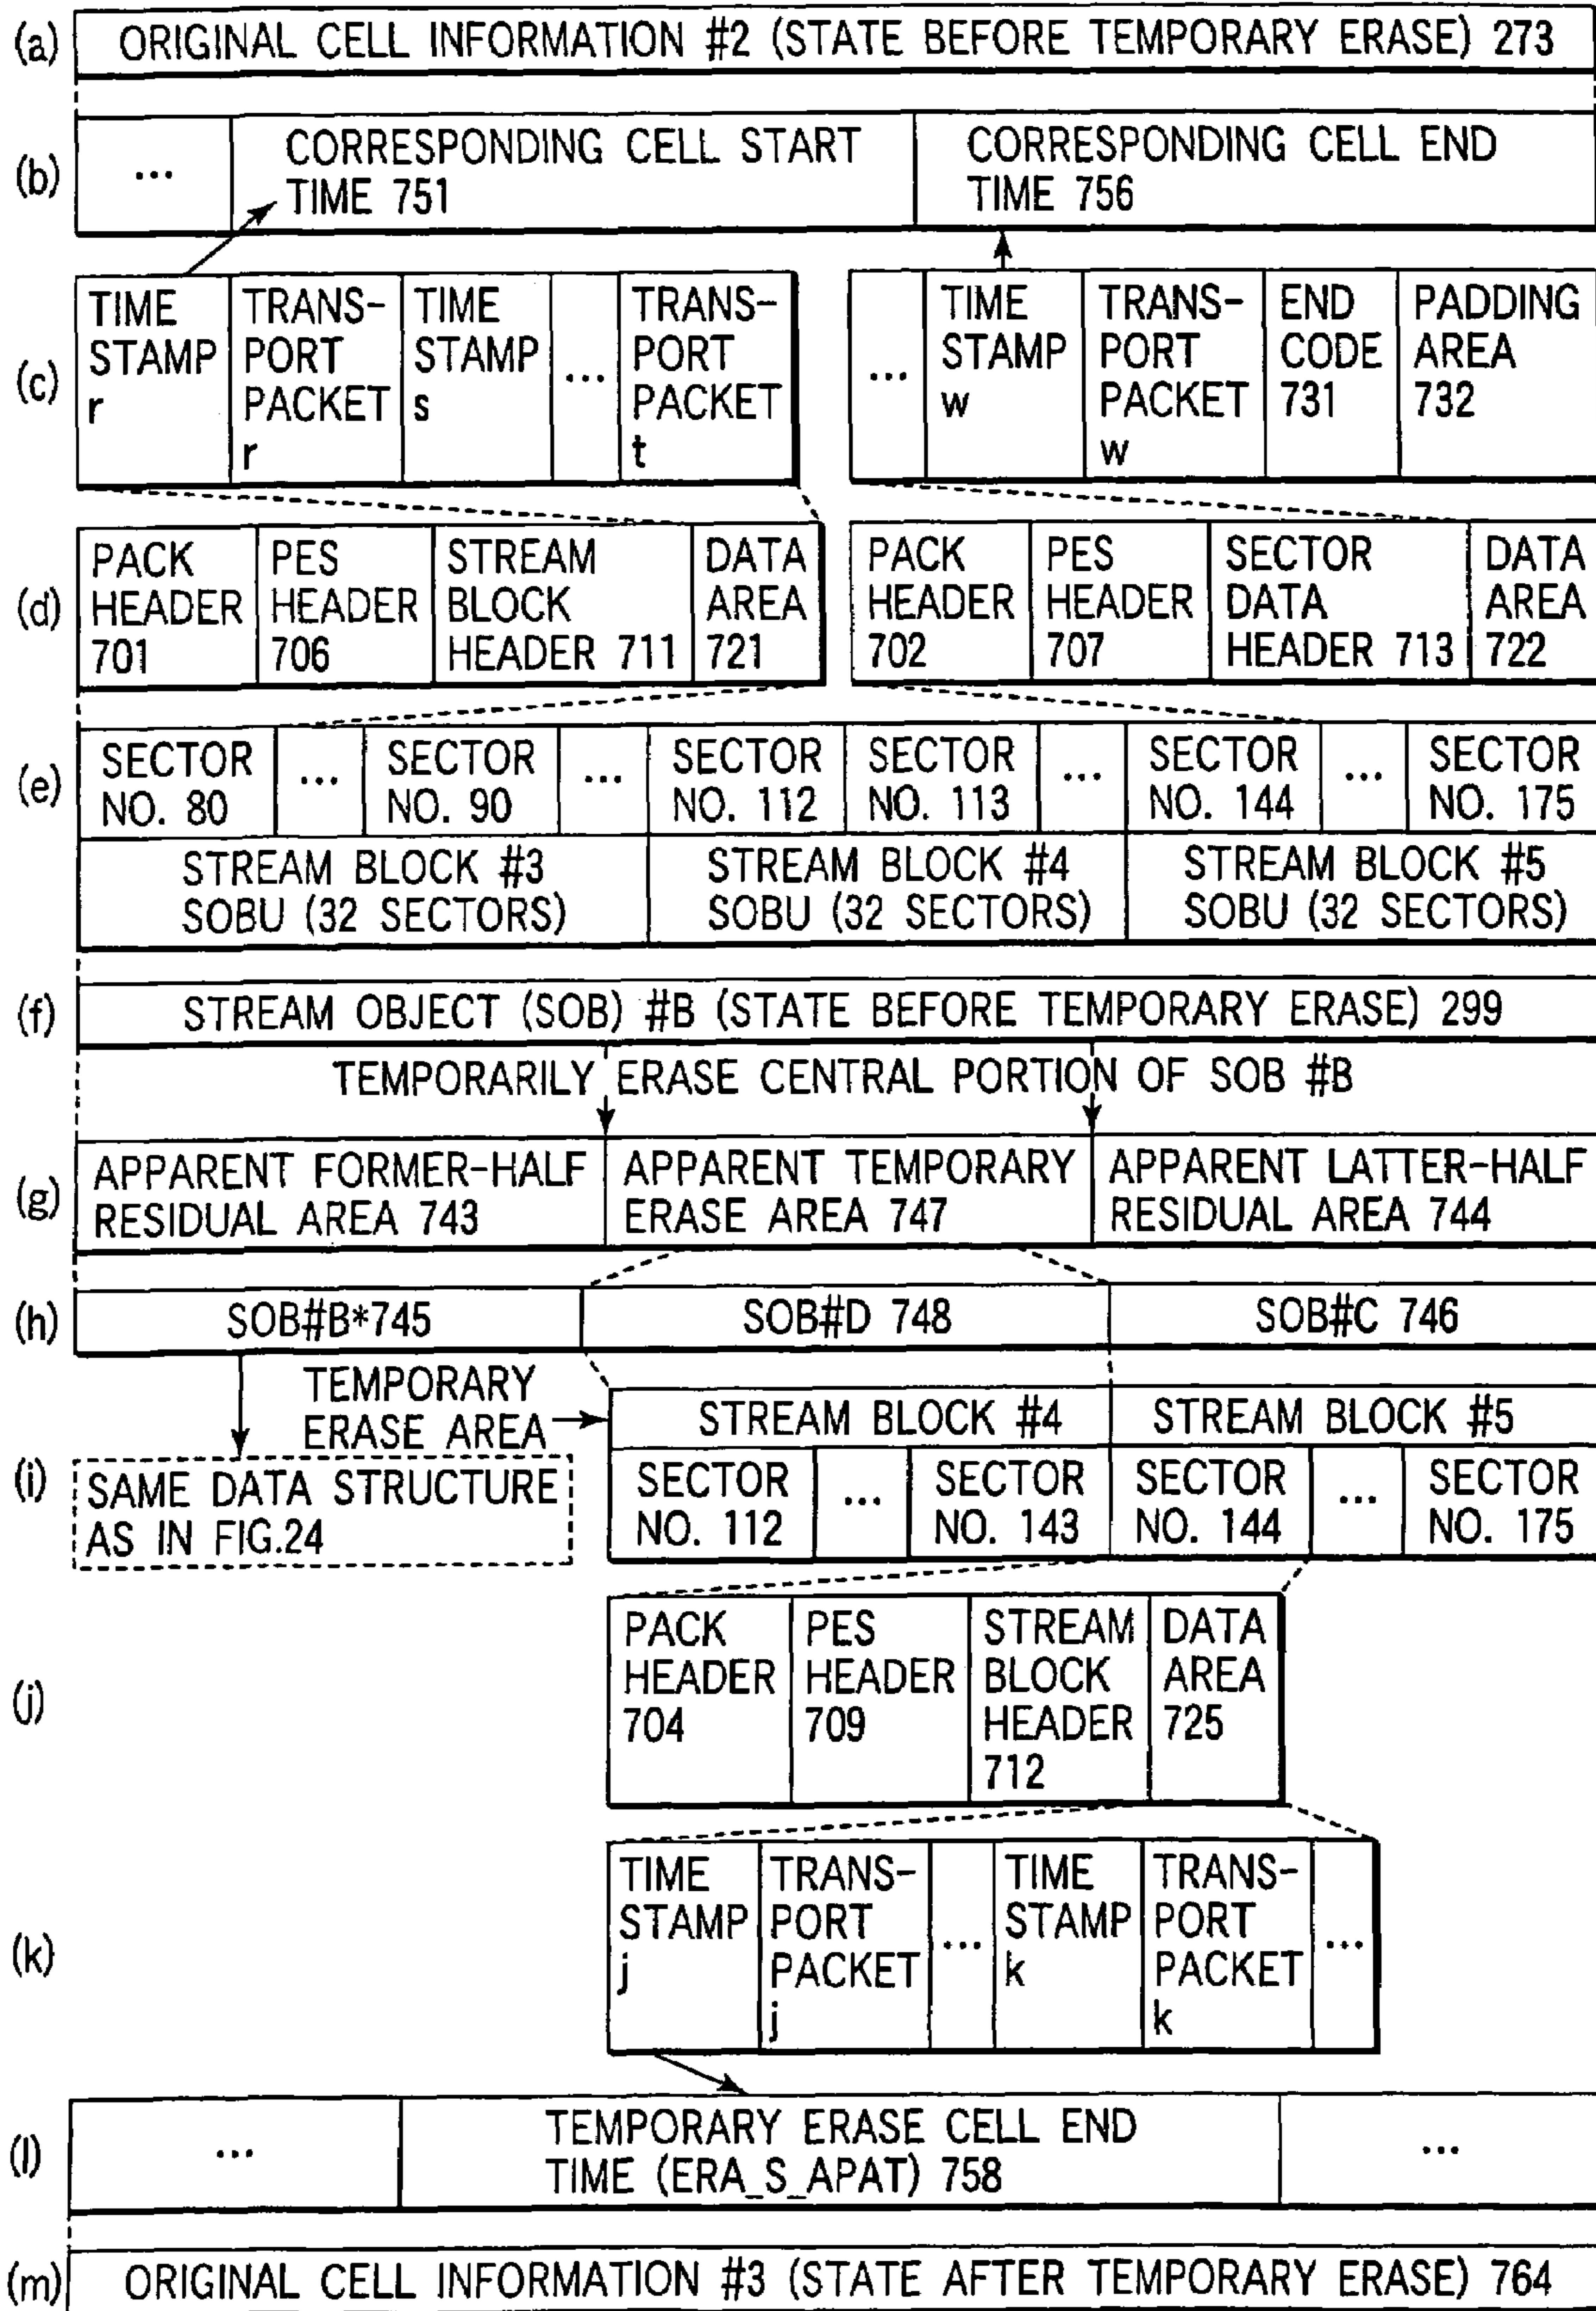 (a) ORIGINAL CELL INFORMATION #2 (STATE BEFORE TEMPORARY ERASE) 273
(b)
...
CORRESPONDING CELL START
TIME 751
CORRESPONDING CELL END
TIME 756
(c)
TIME
STAMP
r
TRANS-
PORT
PACKET
r
TIME
STAMP
s
...
TRANS-
PORT
PACKET
t
...
TIME
STAMP
w
TRANS-
PORT
PACKET
w
END
CODE
731
PADDING
AREA
732
(d)
PACK
HEADER
701
PES
HEADER
706
STREAM
BLOCK
HEADER 711
DATA
AREA
721
PACK
HEADER
702
PES
HEADER
707
SECTOR
DATA
HEADER 713
DATA
AREA
722
(e)
SECTOR
NO. 80
...
SECTOR
NO. 90
...
SECTOR
NO. 112
SECTOR
NO. 113
...
SECTOR
NO. 144
...
SECTOR
NO. 175
STREAM BLOCK #3
SOBU (32 SECTORS)
STREAM BLOCK #4
SOBU (32 SECTORS)
STREAM BLOCK #5
SOBU (32 SECTORS)
(f) STREAM OBJECT (SOB) #B (STATE BEFORE TEMPORARY ERASE) 299
TEMPORARILY ERASE CENTRAL PORTION OF SOB #B
(g)
APPARENT FORMER-HALF
RESIDUAL AREA 743
APPARENT TEMPORARY
ERASE AREA 747
APPARENT LATTER-HALF
RESIDUAL AREA 744
(h) SOB#B*745 SOB#D 748 SOB#C 746
TEMPORARY
ERASE AREA
(i)
SAME DATA STRUCTURE
AS IN FIG.24
STREAM BLOCK #4 STREAM BLOCK #5
SECTOR
NO. 112
...
SECTOR
NO. 143
SECTOR
NO. 144
...
SECTOR
NO. 175
(j)
PACK
HEADER
704
PES
HEADER
709
STREAM
BLOCK
HEADER
712
DATA
AREA
725
(k)
TIME
STAMP
j
TRANS-
PORT
PACKET
j
...
TIME
STAMP
k
TRANS-
PORT
PACKET
k
...
(l)
...
TEMPORARY ERASE CELL END
TIME (ERA_S_APAT) 758
...
(m) ORIGINAL CELL INFORMATION #3 (STATE AFTER TEMPORARY ERASE) 764